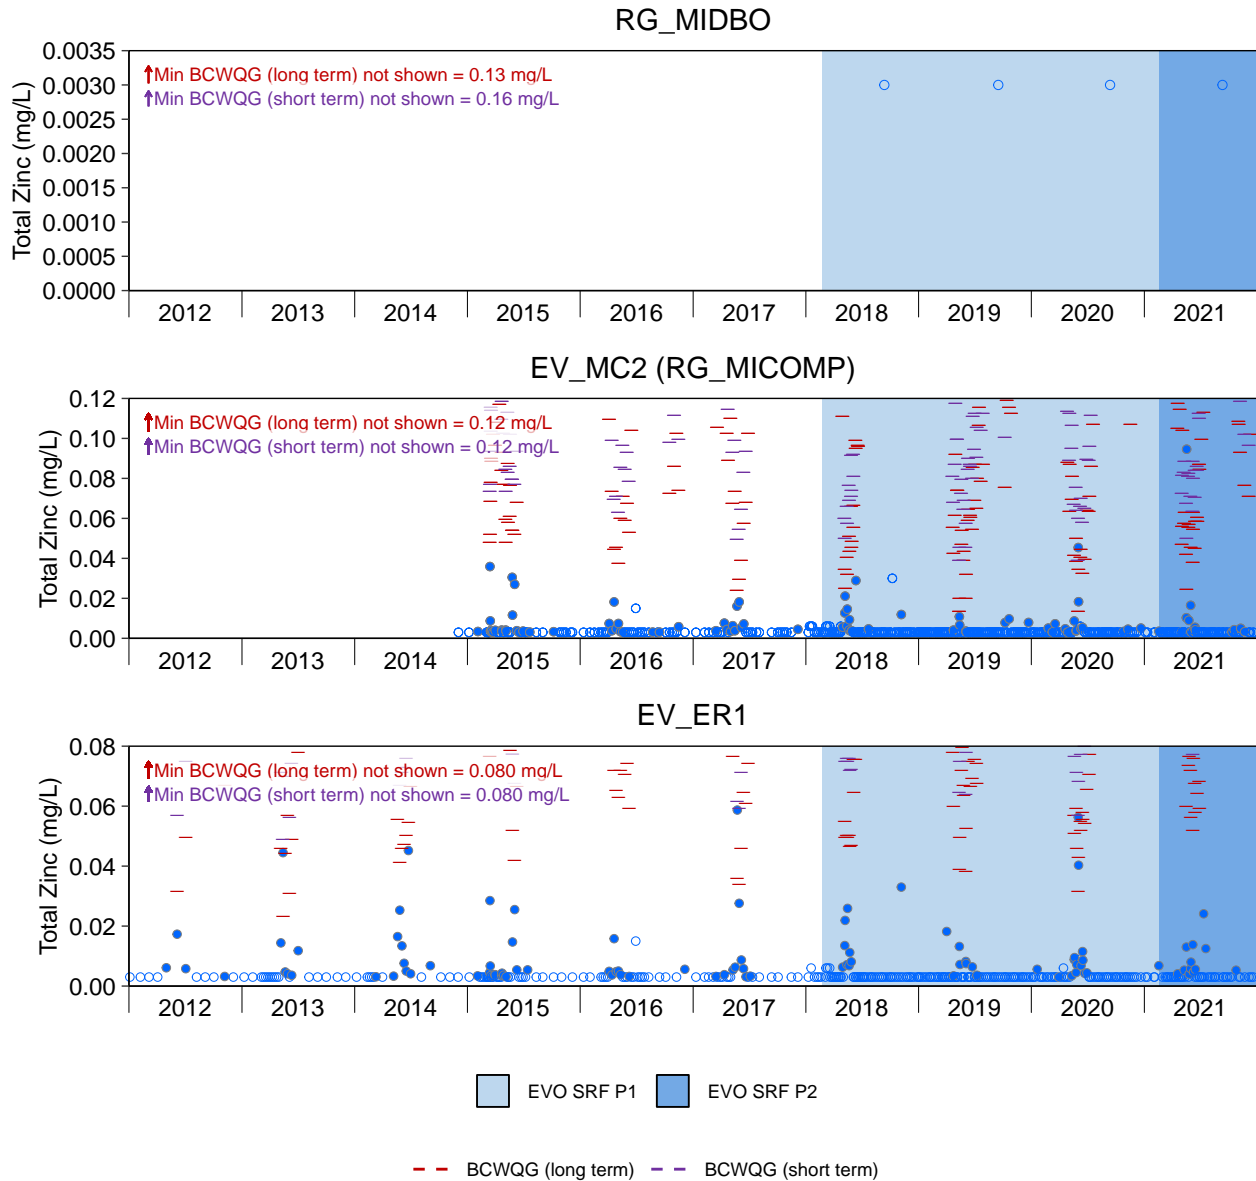 RG_MIDBO
Total Zinc (mg/L)
0.0035
0.0030
0.0025
0.0020
0.0015
0.0010
0.0005
0.0000
Min BCWQG (long term) not shown = 0.13 mg/L
Min BCWQG (short term) not shown = 0.16 mg/L
2012 2013 2014 2015 2016 2017 2018 2019 2020 2021
EV_MC2 (RG_MICOMP)
Total Zinc (mg/L)
0.12
0.10
0.08
0.06
0.04
0.02
0.00
Min BCWQG (long term) not shown = 0.12 mg/L
Min BCWQG (short term) not shown = 0.12 mg/L
2012 2013 2014 2015 2016 2017 2018 2019 2020 2021
EV_ER1
Total Zinc (mg/L)
0.08
0.06
0.04
0.02
0.00
Min BCWQG (long term) not shown = 0.080 mg/L
Min BCWQG (short term) not shown = 0.080 mg/L
2012 2013 2014 2015 2016 2017 2018 2019 2020 2021
EVO SRF P1 EVO SRF P2
BCWQG (long term) BCWQG (short term)